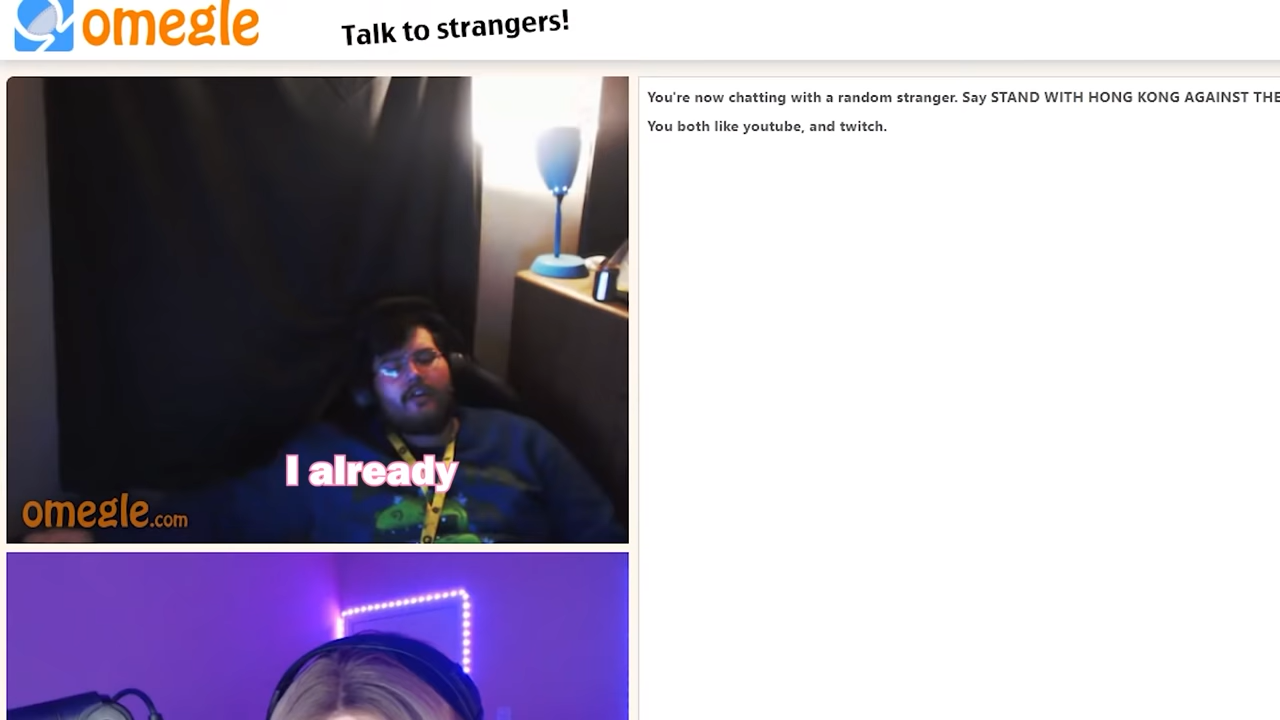 omegle
Talk to strangers!
You're now chatting with a random stranger. Say STAND WITH HONG KONG AGAINST THE
You both like youtube, and twitch.
I already
omegle.com